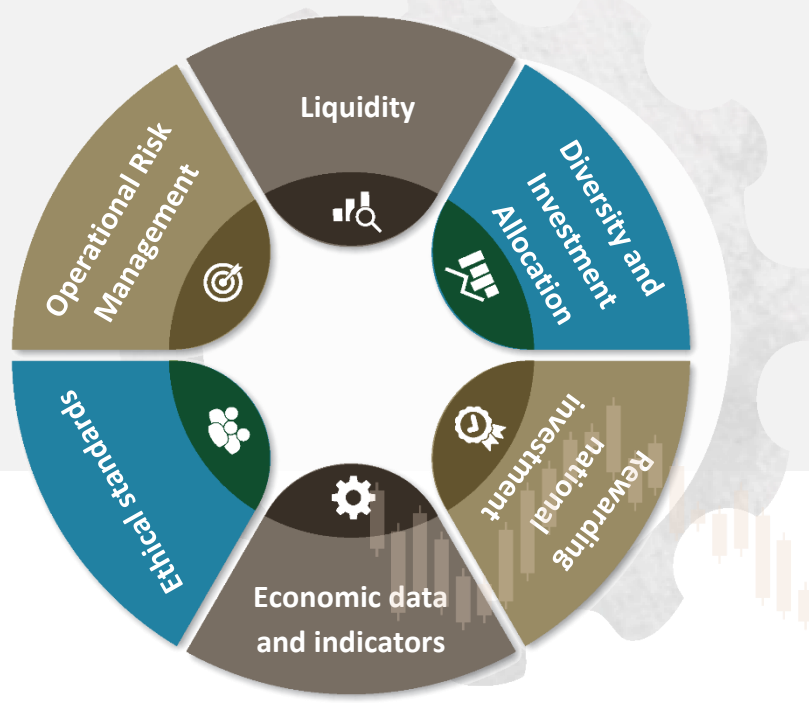 Liquidity
Diversity and
Investment
Allocation
Rewarding
national
investment
Economic data
and indicators
Ethical standards
Operational Risk
Management